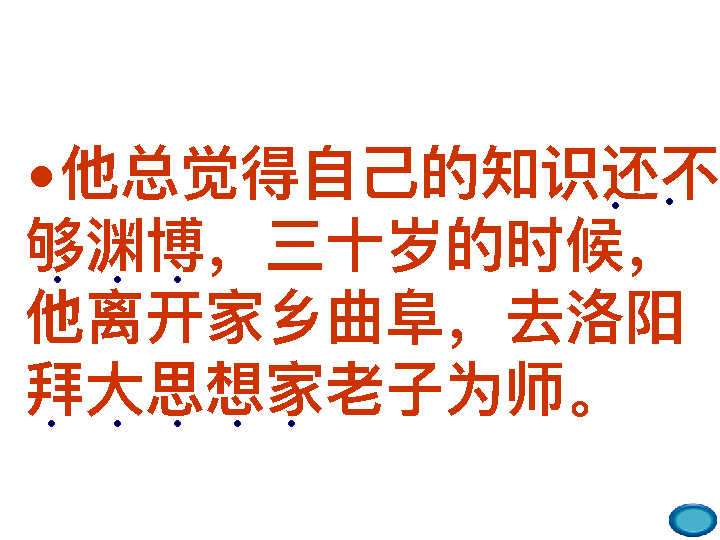 •他总觉得自己的知识还不
够渊博，三十岁的时候，
他离开家乡曲阜，去洛阳
拜大思想家老子为师。